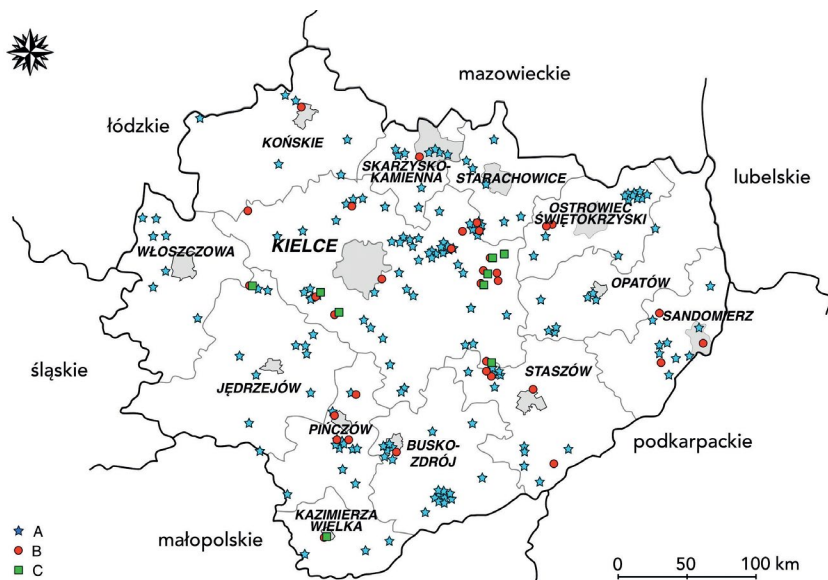 mazowieckie
łódzkie
KOŃSKIE
SKARŻYSKO-
KAMIENNA
STARACHOWICE
lubelskie
OSTROWIEC
ŚWIĘTOKRZYSKI
WŁOSZCZOWA
KIELCE
OPATÓW
SANDOMIERZ
śląskie
JĘDRZEJÓW
STASZÓW
PIŃCZÓW
BUSKO-
ZDRÓJ
podkarpackie
KAZIMIERZA
WIELKA
małopolskie
A
B
C
0 50 100 km